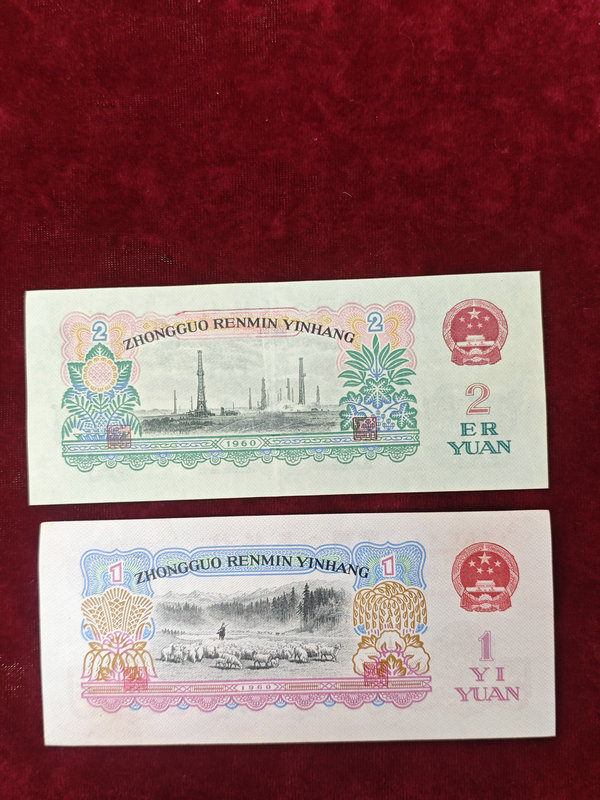 2
ZHONGGUO RENMIN YINHANG
2
2
ER
YUAN
1960
1
ZHONGGUO RENMIN YINHANG
1
1
YI
YUAN
1960